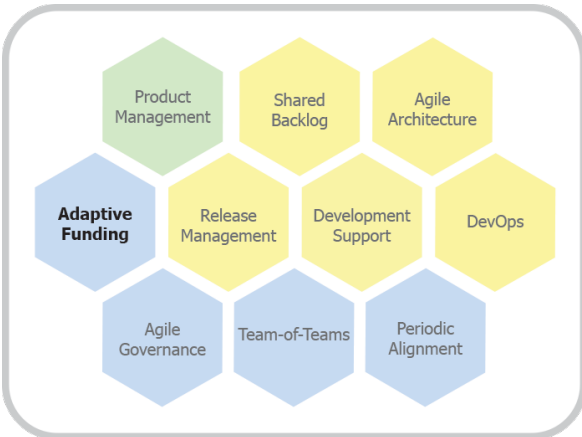 Product
Management
Shared
Backlog
Agile
Architecture
Adaptive
Funding
Release
Management
Development
Support
DevOps
Agile
Governance
Team-of-Teams
Periodic
Alignment